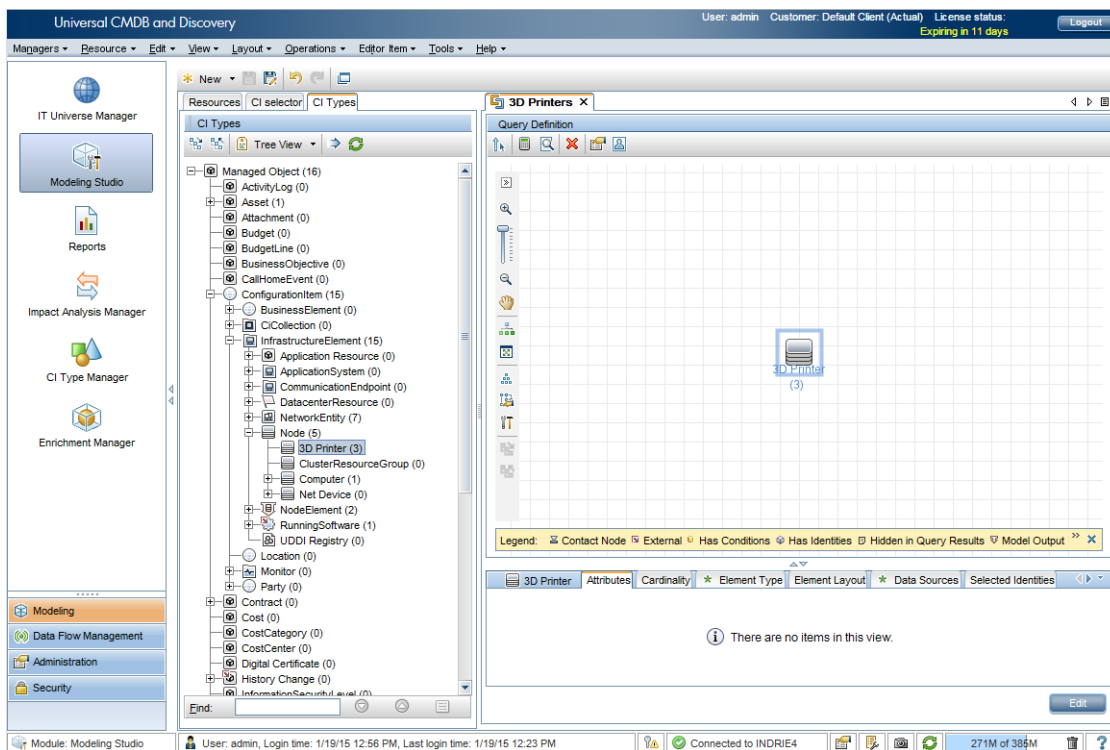 Universal CMDB and Discovery
User: admin Customer: Default Client (Actual) License status:
Expiring in 11 days
Logout
Managers Resource Edit View Layout Operations Editor Item Tools Help
IT Universe Manager
Modeling Studio
Reports
Impact Analysis Manager
CI Type Manager
Enrichment Manager
Modeling
Data Flow Management
Administration
Security
New
Resources CI selector CI Types
CI Types
Tree View
Managed Object (16)
ActivityLog (0)
Asset (1)
Attachment (0)
Budget (0)
BudgetLine (0)
BusinessObjective (0)
CallHomeEvent (0)
ConfigurationItem (15)
BusinessElement (0)
CiCollection (0)
InfrastructureElement (15)
Application Resource (0)
ApplicationSystem (0)
CommunicationEndpoint (0)
DatacenterResource (0)
NetworkEntity (7)
Node (5)
3D Printer (3)
ClusterResourceGroup (0)
Computer (1)
Net Device (0)
NodeElement (2)
RunningSoftware (1)
UDDI Registry (0)
Location (0)
Monitor (0)
Party (0)
Contract (0)
Cost (0)
CostCategory (0)
CostCenter (0)
Digital Certificate (0)
History Change (0)
InformationSecurityLevel (0)
Find:
3D Printers
Query Definition
3D Printer
(3)
Legend: Contact Node External Has Conditions Has Identities Hidden in Query Results Model Output
3D Printer Attributes Cardinality * Element Type Element Layout * Data Sources Selected Identities
There are no items in this view.
Edit
Module: Modeling Studio User: admin, Login time: 1/19/15 12:56 PM, Last login time: 1/19/15 12:23 PM Connected to INDRIE4 271M of 385M